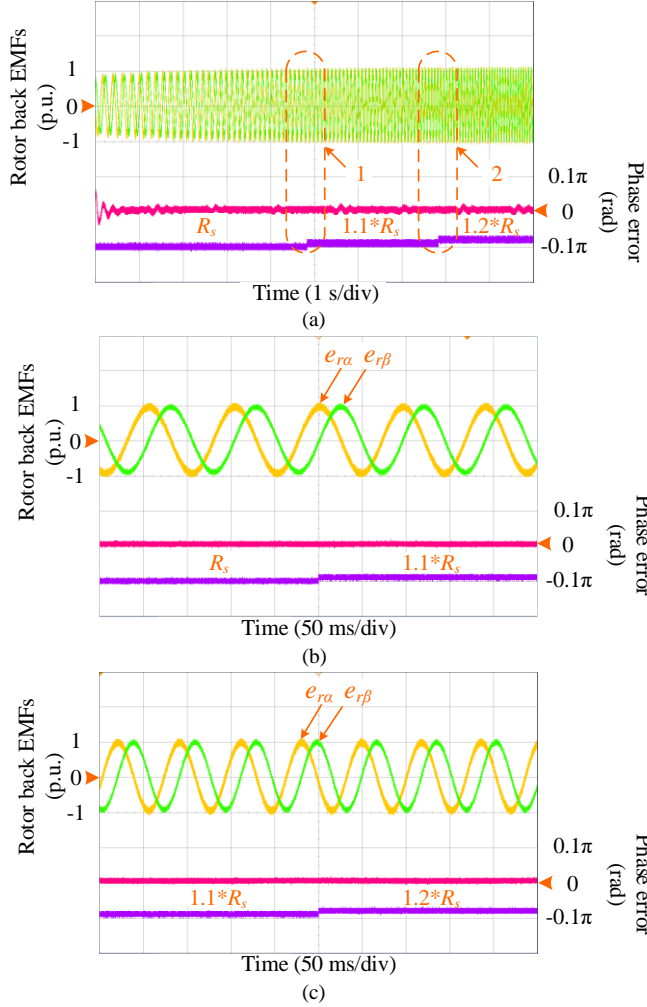 Rotor back EMFs
(p.u.)
1
0
-1
1
2
0.1π
0
-0.1π
Phase error
(rad)
Rs
1.1*Rs
1.2*Rs
Time (1 s/div)
(a)
Rotor back EMFs
(p.u.)
erα erβ
1
0
-1
0.1π
0
-0.1π
Phase error
(rad)
Rs
1.1*Rs
Time (50 ms/div)
(b)
Rotor back EMFs
(p.u.)
erα erβ
1
0
-1
0.1π
0
-0.1π
Phase error
(rad)
1.1*Rs
1.2*Rs
Time (50 ms/div)
(c)